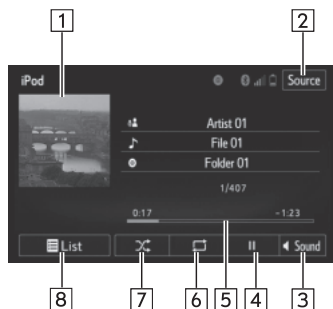 1
2
iPod
Source
Artist 01
File 01
Folder 01
1/407
0:17
-1:23
List
Sound
8
7
6
5
4
3